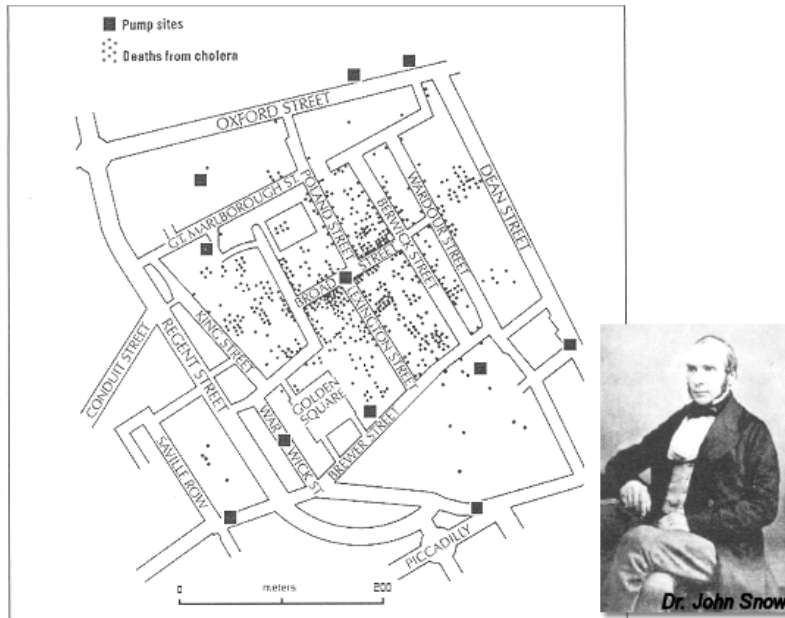 Pump sites
Deaths from cholera
OXFORD STREET
GT. MARLBOROUGH ST.
POLAND STREET
BERWICK STREET
WARDOUR STREET
DEAN STREET
BROAD STREET
LEXINGTON STREET
KING STREET
REGENT STREET
CONDUIT STREET
GOLDEN
SQUARE
WARWICK ST.
BREWER STREET
SAVILLE ROW
PICCADILLY
0 meters 200
Dr. John Snow